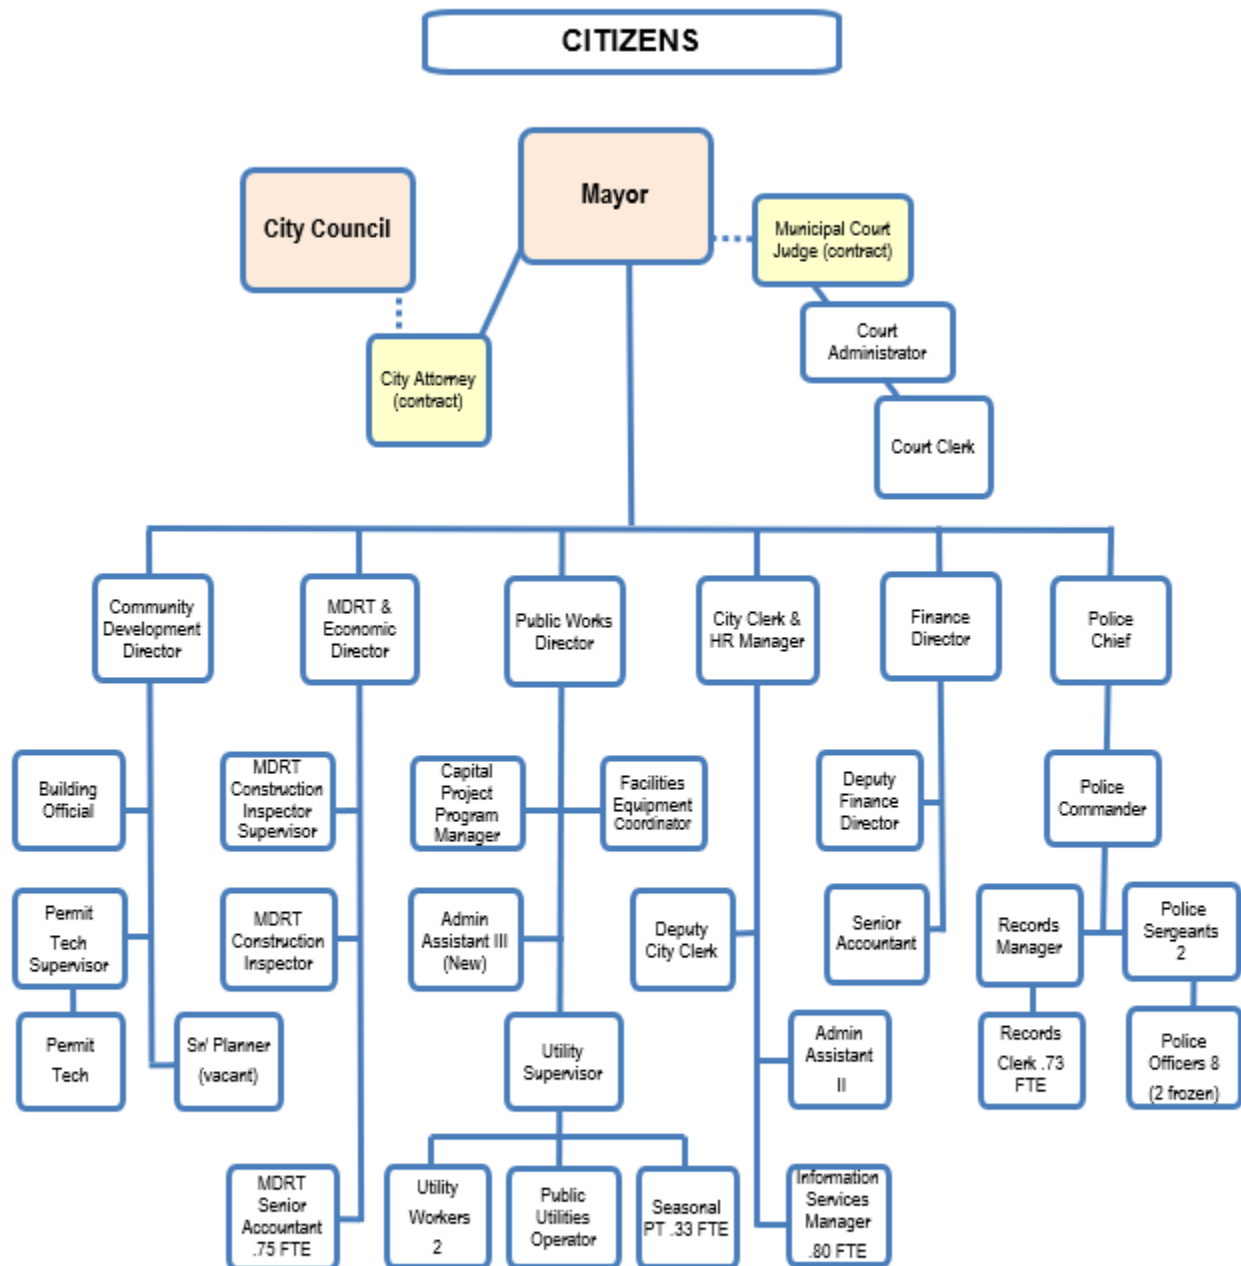 CITIZENS
Mayor
City Council
Municipal Court
Judge (contract)
Court
Administrator
City Attorney
(contract)
Court Clerk
Community
Development
Director
MDRT &
Economic
Director
Public Works
Director
City Clerk &
HR Manager
Finance
Director
Police
Chief
Building
Official
MDRT
Construction
Inspector
Supervisor
Capital
Project
Program
Manager
Facilities
Equipment
Coordinator
Deputy
Finance
Director
Police
Commander
Permit
Tech
Supervisor
MDRT
Construction
Inspector
Admin
Assistant III
(New)
Deputy
City Clerk
Senior
Accountant
Records
Manager
Police
Sergeants
2
Permit
Tech
Sr/ Planner
(vacant)
Utility
Supervisor
Admin
Assistant
II
Records
Clerk .73
FTE
Police
Officers 8
(2 frozen)
MDRT
Senior
Accountant
.75 FTE
Utility
Workers
2
Public
Utilities
Operator
Seasonal
PT .33 FTE
Information
Services
Manager
.80 FTE